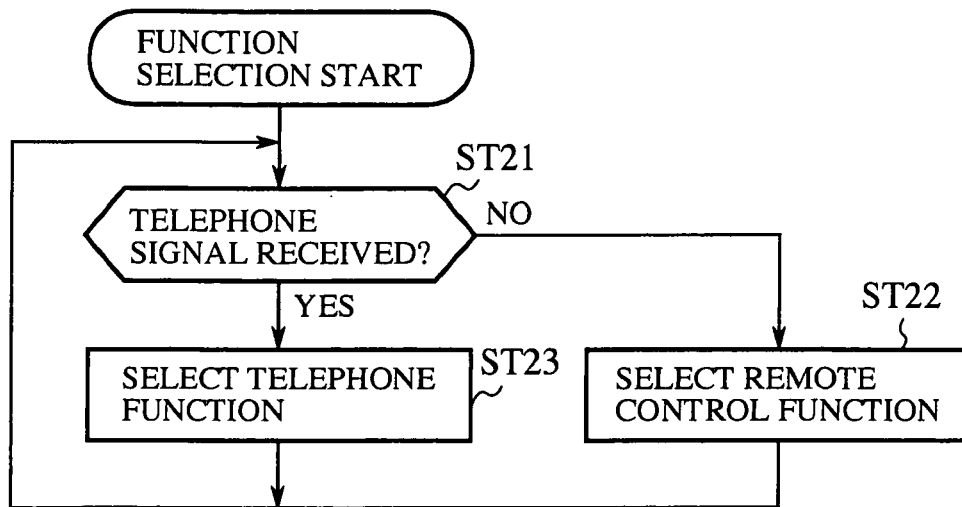 FUNCTION
SELECTION START
ST21
TELEPHONE
SIGNAL RECEIVED?
NO
YES
ST22
SELECT TELEPHONE
FUNCTION
ST23
SELECT REMOTE
CONTROL FUNCTION